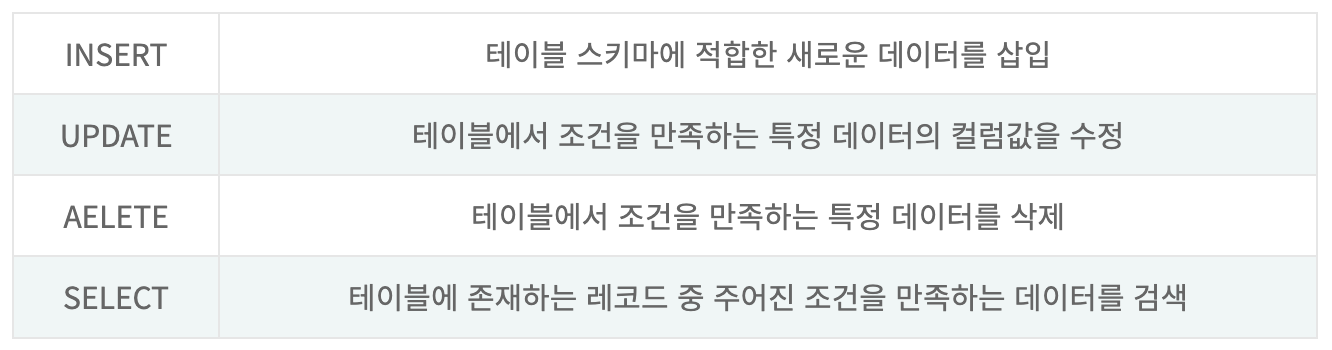 INSERT 테이블 스키마에 적합한 새로운 데이터를 삽입
UPDATE 테이블에서 조건을 만족하는 특정 데이터의 컬럼값을 수정
AELETE 테이블에서 조건을 만족하는 특정 데이터를 삭제
SELECT 테이블에 존재하는 레코드 중 주어진 조건을 만족하는 데이터를 검색